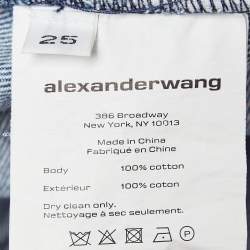 25
alexanderwang
386 Broadway
New York, NY 10013
Made in China
Fabriqué en Chine
Body 100% cotton
Extérieur 100% coton
Dry clean only.
Nettoyage à sec seulement.